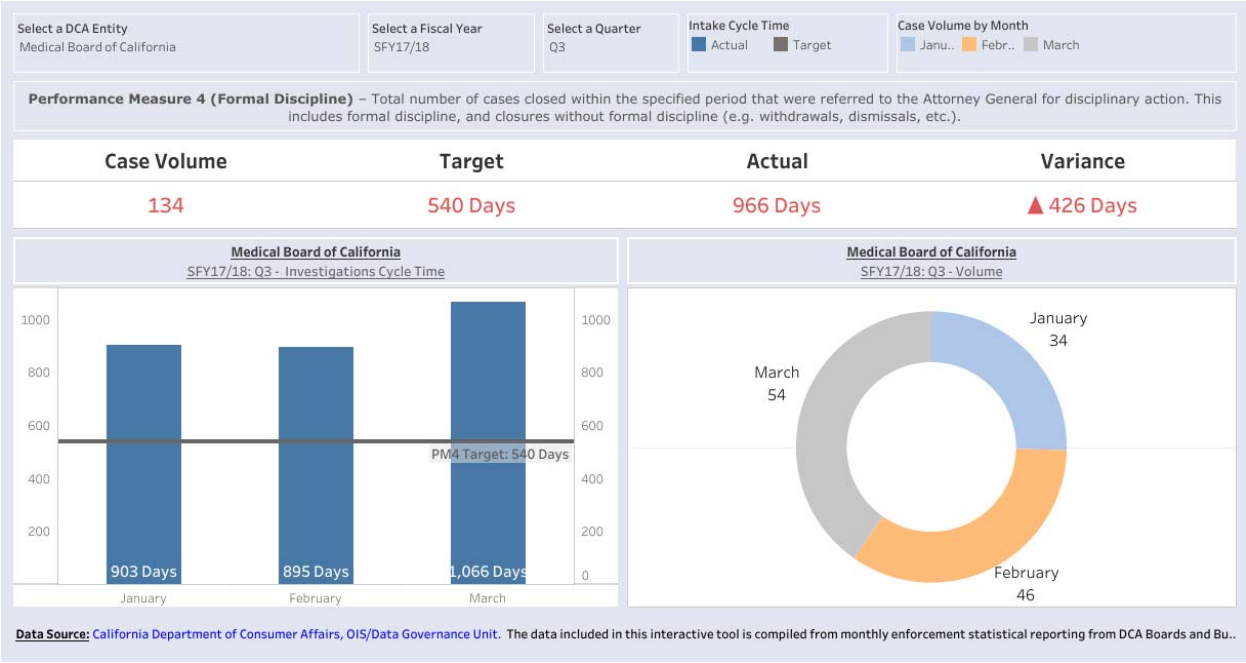 Select a DCA Entity
Medical Board of California
Select a Fiscal Year
SFY17/18
Select a Quarter
Q3
Intake Cycle Time
Actual Target
Case Volume by Month
Janu.. Febr.. March
Performance Measure 4 (Formal Discipline) – Total number of cases closed within the specified period that were referred to the Attorney General for disciplinary action. This
includes formal discipline, and closures without formal discipline (e.g. withdrawals, dismissals, etc.).
Case Volume Target Actual Variance
134 540 Days 966 Days ▲ 426 Days
Medical Board of California
SFY17/18: Q3 - Investigations Cycle Time
1000 1000
800 800
600 600
PM4 Target: 540 Days
400 400
200 200
903 Days 895 Days 1,066 Days 0
January February March
Medical Board of California
SFY17/18: Q3 - Volume
January
34
March
54
February
46
Data Source: California Department of Consumer Affairs, OIS/Data Governance Unit. The data included in this interactive tool is compiled from monthly enforcement statistical reporting from DCA Boards and Bu..